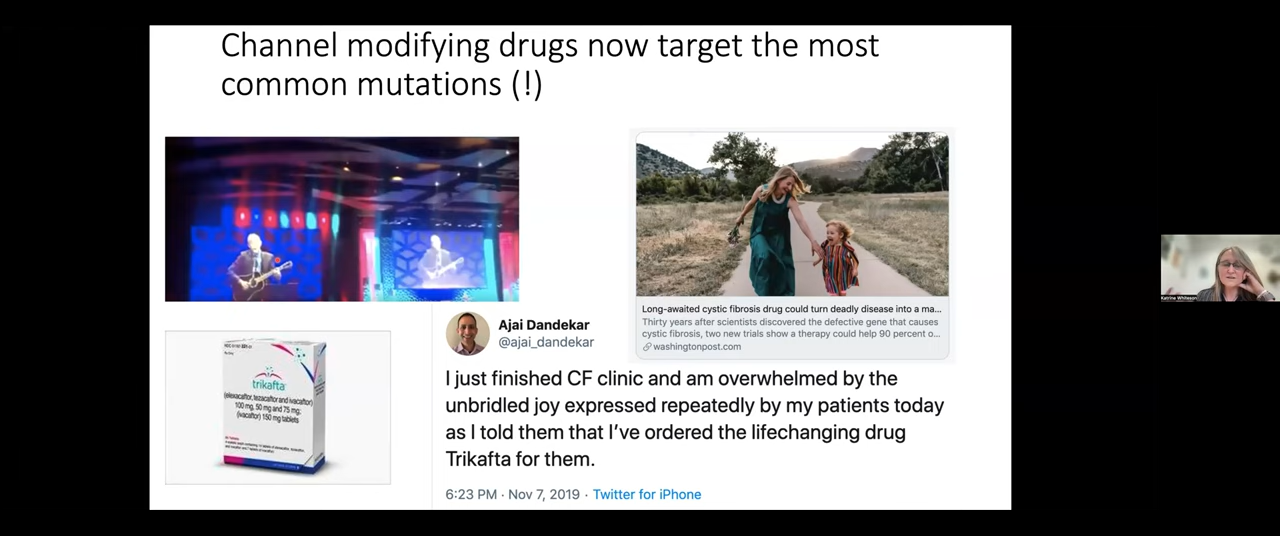 Channel modifying drugs now target the most
common mutations (!)
Long-awaited cystic fibrosis drug could turn deadly disease into a ma...
Thirty years after scientists discovered the defective gene that causes
cystic fibrosis, two new trials show a therapy could help 90 percent o...
washingtonpost.com
Ajai Dandekar
@ajai_dandekar
I just finished CF clinic and am overwhelmed by the
unbridled joy expressed repeatedly by my patients today
as I told them that I've ordered the lifechanging drug
Trikafta for them.
6:23 PM · Nov 7, 2019 · Twitter for iPhone
trikafta
(elexacaftor, tezacaftor and ivacaftor)
100 mg, 50 mg and 75 mg;
(ivacaftor) 150 mg tablets
Katrine Whiteson